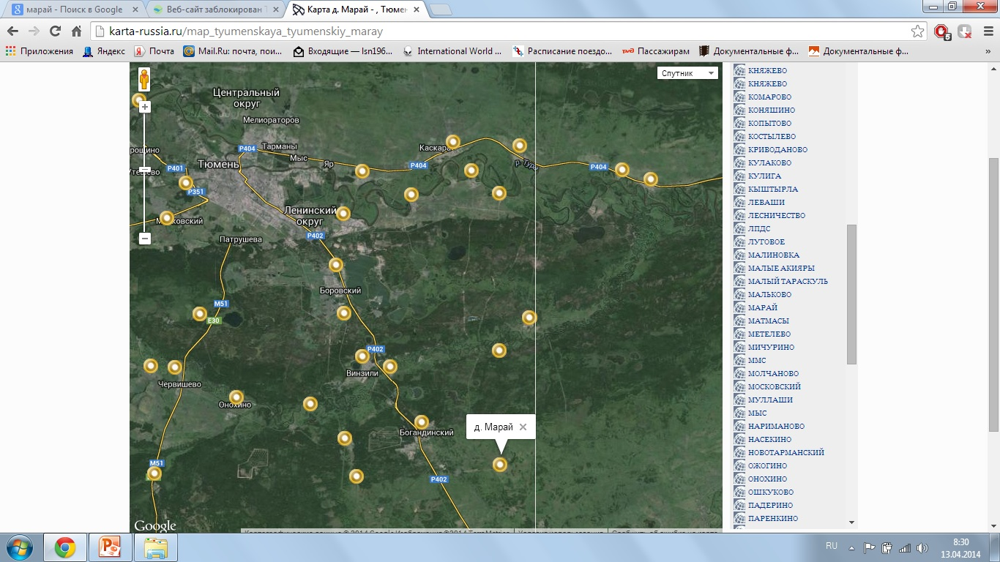 марай - Поиск в Google
Веб-сайт заблокирован
Карта д. Марай - , Тюмен
karta-russia.ru/map_tyumenskaya_tyumenskiy_maray
5
Приложения
Яндекс
Почта
Mail.Ru: почта, пои...
Входящие — lsn196...
International World ...
Расписание поездо...
Пассажирам
Документальные ф...
Документальные ф...
»
Спутник
Центральный
округ
Мелиораторов
Р404
Тарманы
Мыс
Яр
Р404
Каскара
р. Тура
Р404
Тюмень
Р401
Р351
Ленинский
округ
Р402
Патрушева
Боровский
М51
Е30
Р402
Винзили
Червишево
Онохино
Богандинский
д. Марай
М51
Р402
Google
КНЯЖЕВО
КНЯЖЕВО
КОМАРОВО
КОНЯШИНО
КОПЫТОВО
КОСТЫЛЕВО
КРИВОДАНОВО
КУЛАКОВО
КУЛИГА
КЫШТЫРЛА
ЛЕВАШИ
ЛЕСНИЧЕСТВО
ЛПДС
ЛУГОВОЕ
МАЛИНОВКА
МАЛЫЕ АКИЯРЫ
МАЛЫЙ ТАРАСКУЛЬ
МАЛЬКОВО
МАРАЙ
МАТМАСЫ
МЕТЕЛЕВО
МИЧУРИНО
ММС
МОЛЧАНОВО
МОСКОВСКИЙ
МУЛЛАШИ
МЫС
НАРИМАНОВО
НАСЕКИНО
НОВОТАРМАНСКИЙ
ОЖОГИНО
ОНОХИНО
ОШКУКОВО
ПАДЕРИНО
ПАРЕНКИНО
RU
8:30
13.04.2014